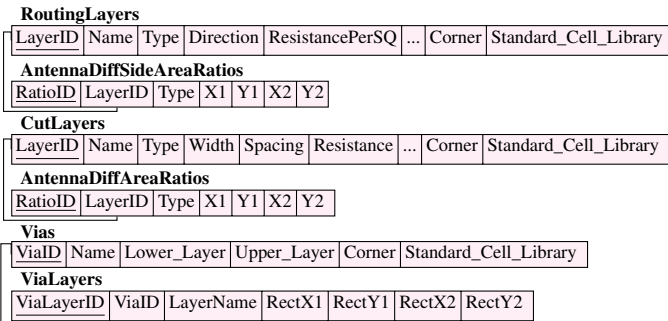 RoutingLayers
LayerID Name Type Direction ResistancePerSQ ... Corner Standard_Cell_Library
AntennaDiffSideAreaRatios
RatioID LayerID Type X1 Y1 X2 Y2
CutLayers
LayerID Name Type Width Spacing Resistance ... Corner Standard_Cell_Library
AntennaDiffAreaRatios
RatioID LayerID Type X1 Y1 X2 Y2
Vias
ViaID Name Lower_Layer Upper_Layer Corner Standard_Cell_Library
ViaLayers
ViaLayerID ViaID LayerName RectX1 RectY1 RectX2 RectY2